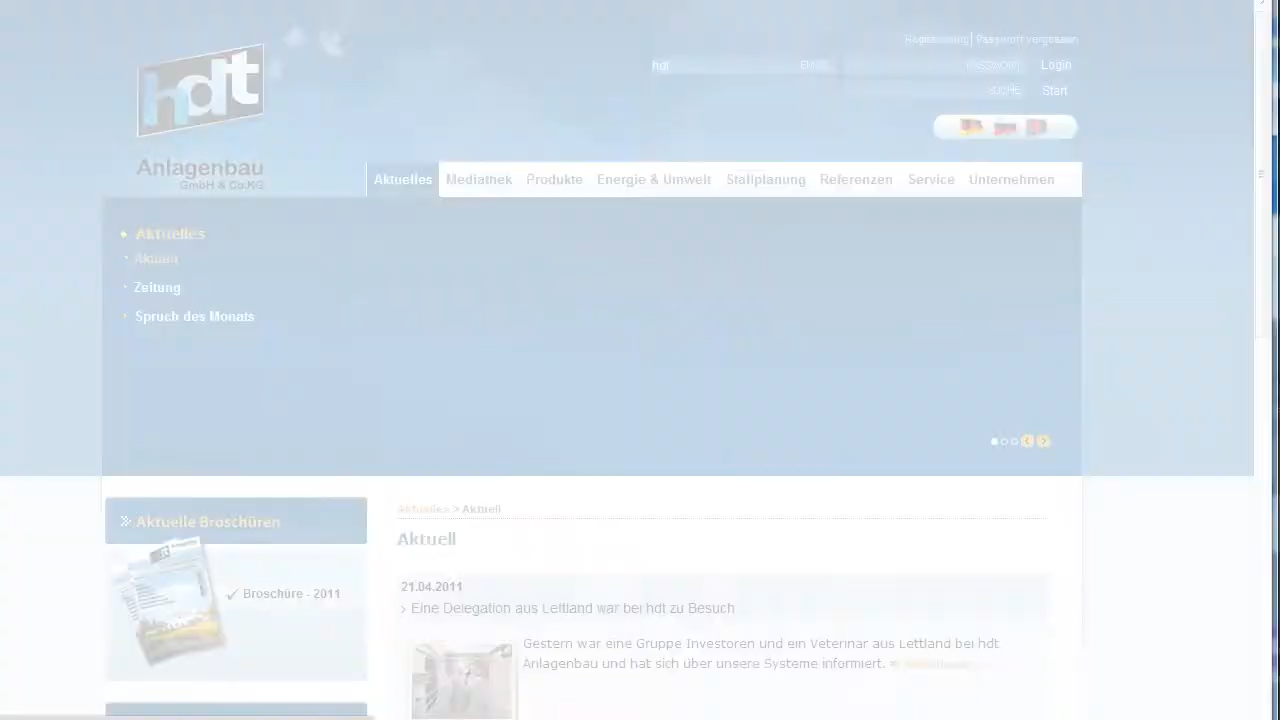 hdt
Anlagenbau
GmbH & Co.KG
Registrierung | Passwort vergessen
hdt EMAIL PASSWORT Login
SUCHE Start
Aktuelles Mediathek Produkte Energie & Umwelt Stallplanung Referenzen Service Unternehmen
Aktuelles
Aktuell
Zeitung
Spruch des Monats
Aktuelle Broschüren
Broschüre - 2011
Aktuelles > Aktuell
Aktuell
21.04.2011
› Eine Delegation aus Lettland war bei hdt zu Besuch
Gestern war eine Gruppe Investoren und ein Veterinär aus Lettland bei hdt
Anlagenbau und hat sich über unsere Systeme informiert.